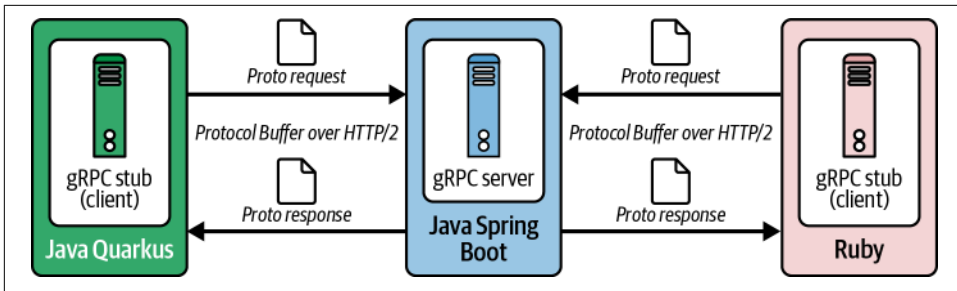 Proto request
Proto request
Protocol Buffer over HTTP/2
Protocol Buffer over HTTP/2
gRPC stub
(client)
gRPC server
gRPC stub
(client)
Proto response
Proto response
Java Quarkus
Java Spring
Boot
Ruby